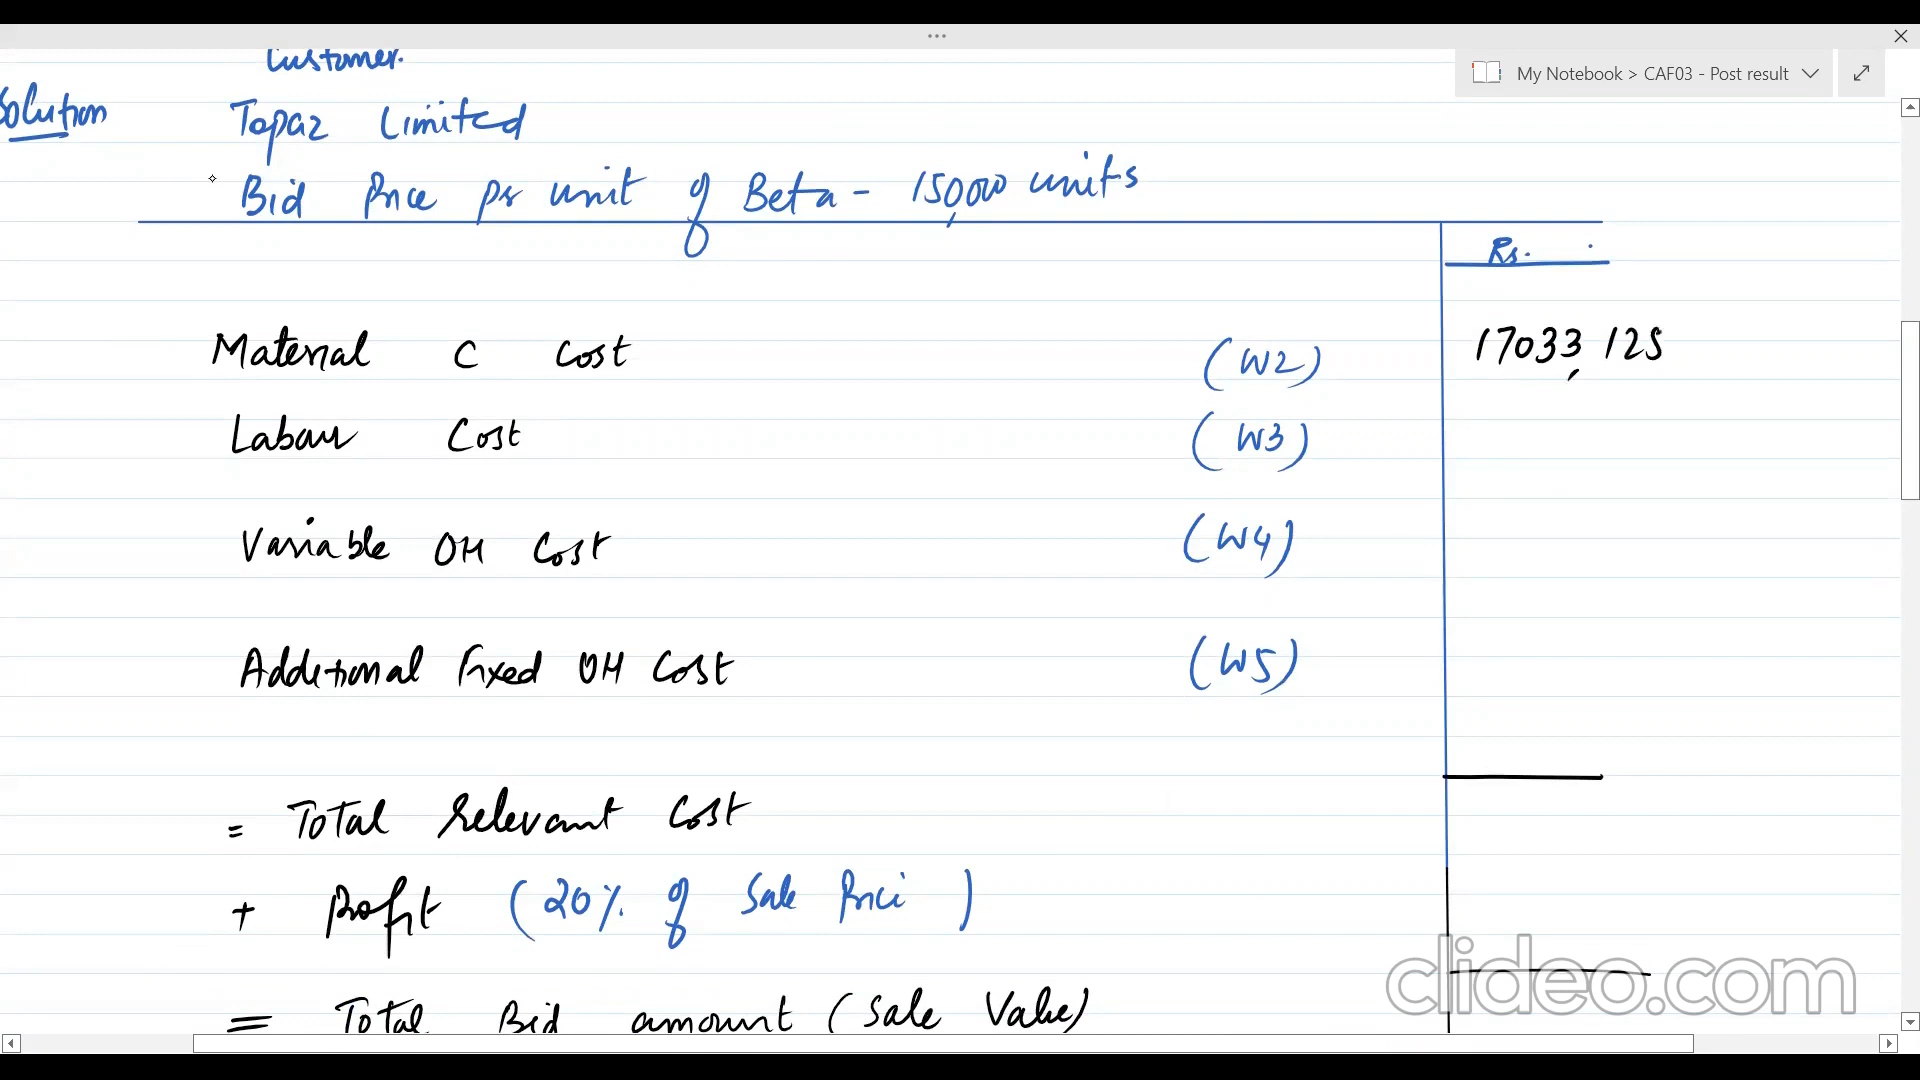 ...
Customer.
My Notebook > CAF03 - Post result
Solution Topaz Limited
Bid Price per unit of Beta - 15,000 units
Rs.
Material C Cost (W2) 17033,125
Labour Cost (W3)
Variable OH Cost (W4)
Additional Fixed OH Cost (W5)
= Total Relevant Cost
+ Profit (20% of Sale Price)
= Total Bid amount (Sale Value)
clideo.com